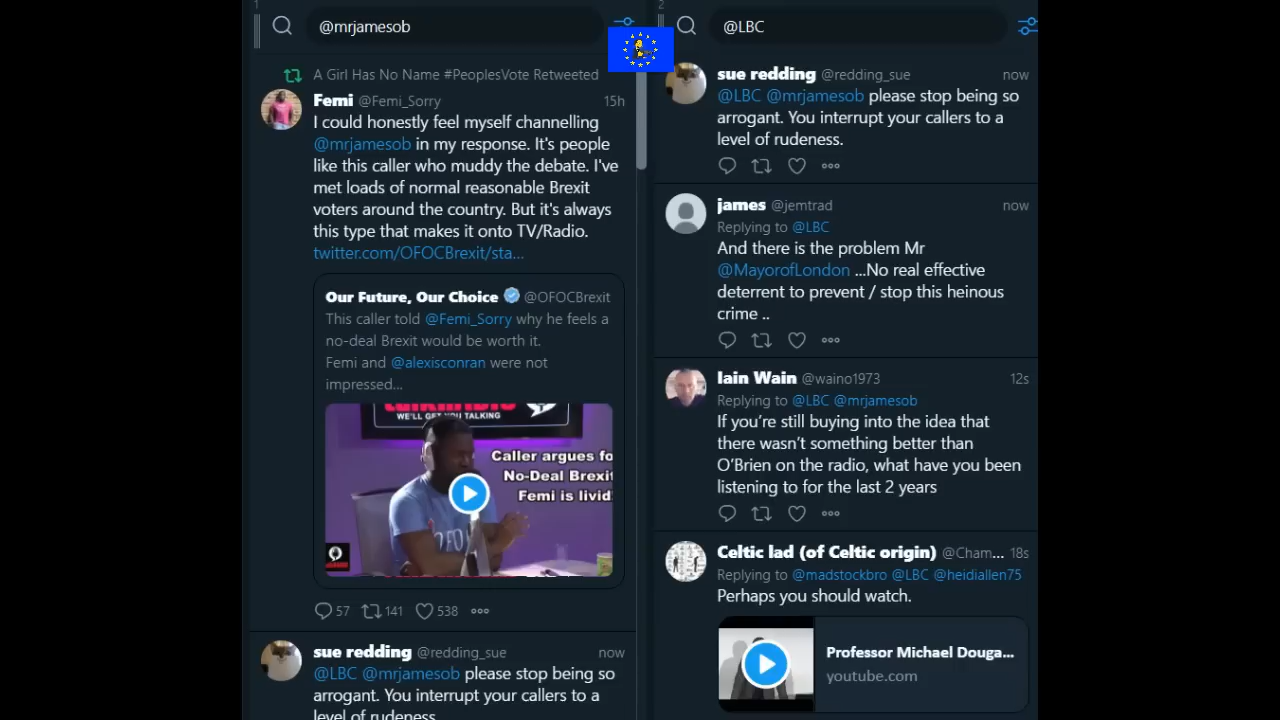 1
@mrjamesob
A Girl Has No Name #PeoplesVote Retweeted
Femi @Femi_Sorry 15h
I could honestly feel myself channelling
@mrjamesob in my response. It's people
like this caller who muddy the debate. I've
met loads of normal reasonable Brexit
voters around the country. But it's always
this type that makes it onto TV/Radio.
twitter.com/OFOCBrexit/sta...
Our Future, Our Choice @OFOCBrexit
This caller told @Femi_Sorry why he feels a
no-deal Brexit would be worth it.
Femi and @alexisconran were not
impressed...
WE'LL GET YOU TALKING
Caller argues fo
No-Deal Brexit
Femi is livid
57 141 538
sue redding @redding_sue now
@LBC @mrjamesob please stop being so
arrogant. You interrupt your callers to a
level of rudeness.
2
@LBC
sue redding @redding_sue now
@LBC @mrjamesob please stop being so
arrogant. You interrupt your callers to a
level of rudeness.
james @jemtrad now
Replying to @LBC
And there is the problem Mr
@MayorofLondon ...No real effective
deterrent to prevent / stop this heinous
crime ..
Iain Wain @waino1973 12s
Replying to @LBC @mrjamesob
If you're still buying into the idea that
there wasn't something better than
O'Brien on the radio, what have you been
listening to for the last 2 years
Celtic lad (of Celtic origin) @Cham... 18s
Replying to @madstockbro @LBC @heidiallen75
Perhaps you should watch.
Professor Michael Douga...
youtube.com